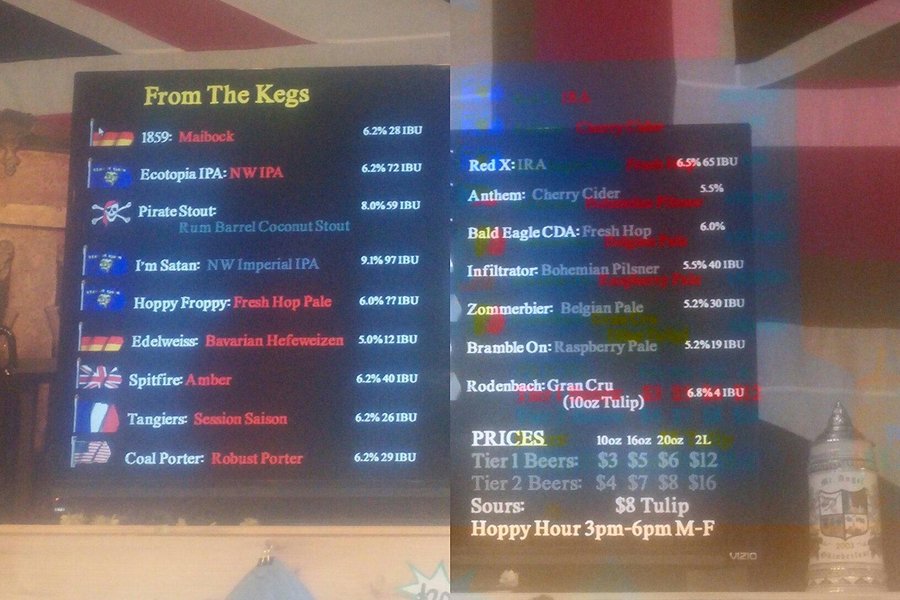 From The Kegs
1859: Maibock 6.2% 28 IBU
Ecotopia IPA: NW IPA 6.2% 72 IBU
Pirate Stout: 8.0% 59 IBU
Rum Barrel Coconut Stout
I'm Satan: NW Imperial IPA 9.1% 97 IBU
Hoppy Froppy: Fresh Hop Pale 6.0% 77 IBU
Edelweiss: Bavarian Hefeweizen 5.0% 12 IBU
Spitfire: Amber 6.2% 40 IBU
Tangiers: Session Saison 6.2% 26 IBU
Coal Porter: Robust Porter 6.2% 29 IBU
Red X: IRA 6.5% 65 IBU
Anthem: Cherry Cider 5.5%
Bald Eagle CDA: Fresh Hop 6.0%
Infiltrator: Bohemian Pilsner 5.5% 40 IBU
Zommerbier: Belgian Pale 5.2% 30 IBU
Bramble On: Raspberry Pale 5.2% 19 IBU
Rodenbach: Gran Cru 6.8% 4 IBU
(10oz Tulip)
PRICES 10oz 16oz 20oz 2L
Tier 1 Beers: $3 $5 $6 $12
Tier 2 Beers: $4 $7 $8 $16
Sours: $8 Tulip
Hoppy Hour 3pm-6pm M-F
VIZIO
Mt. Angel
2003
Oktoberfest